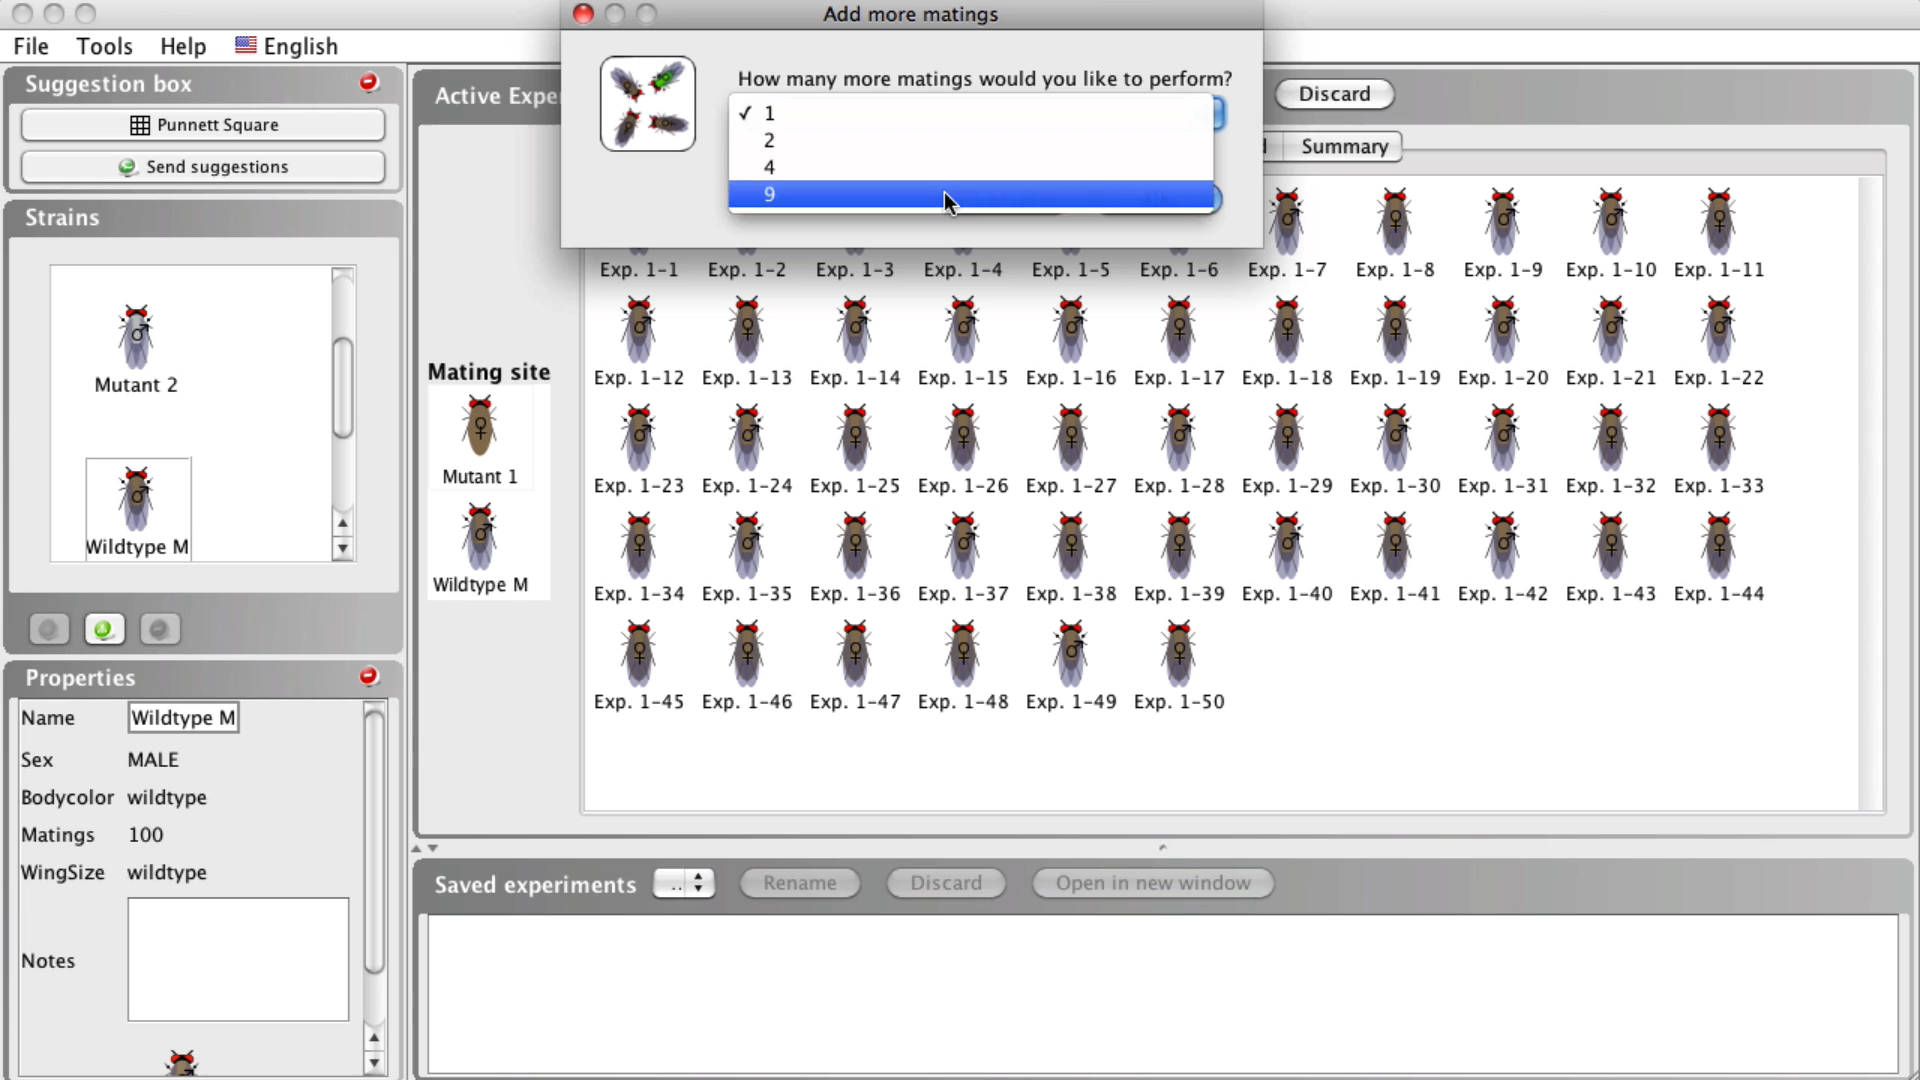 Add more matings
File Tools Help English
Suggestion box
Punnett Square
Send suggestions
Strains
Mutant 2
Wildtype M
Properties
Name Wildtype M
Sex MALE
Bodycolor wildtype
Matings 100
WingSize wildtype
Notes
How many more matings would you like to perform?
✓ 1
2
4
9
Active Expe
Discard
Summary
Mating site
♀
Mutant 1
♂
Wildtype M
Exp. 1-1 Exp. 1-2 Exp. 1-3 Exp. 1-4 Exp. 1-5 Exp. 1-6 Exp. 1-7 Exp. 1-8 Exp. 1-9 Exp. 1-10 Exp. 1-11
Exp. 1-12 Exp. 1-13 Exp. 1-14 Exp. 1-15 Exp. 1-16 Exp. 1-17 Exp. 1-18 Exp. 1-19 Exp. 1-20 Exp. 1-21 Exp. 1-22
Exp. 1-23 Exp. 1-24 Exp. 1-25 Exp. 1-26 Exp. 1-27 Exp. 1-28 Exp. 1-29 Exp. 1-30 Exp. 1-31 Exp. 1-32 Exp. 1-33
Exp. 1-34 Exp. 1-35 Exp. 1-36 Exp. 1-37 Exp. 1-38 Exp. 1-39 Exp. 1-40 Exp. 1-41 Exp. 1-42 Exp. 1-43 Exp. 1-44
Exp. 1-45 Exp. 1-46 Exp. 1-47 Exp. 1-48 Exp. 1-49 Exp. 1-50
Saved experiments .. Rename Discard Open in new window